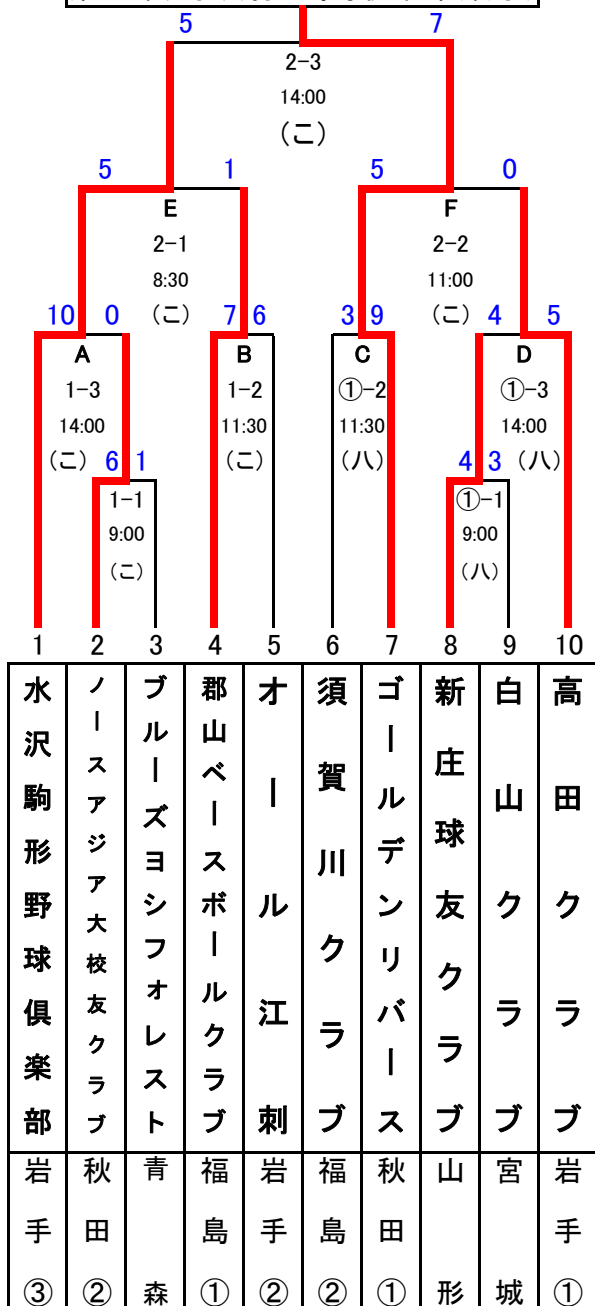 5 7
2-3
14:00
(こ)
5 1 5 0
E F
2-1 2-2
8:30 11:00
(こ) (こ)
10 0 7 6 3 9 4 5
A B C D
1-3 1-2 ①-2 ①-3
14:00 11:30 11:30 14:00
(こ) (こ) (八) (八)
6 1 4 3
1-1 ①-1
9:00 9:00
(こ) (八)
1 2 3 4 5 6 7 8 9 10
水沢駒形野球倶楽部
ノースアジア大校友クラブ
ブルーズヨシフオレスト
郡山ベースボールクラブ
オール江刺
須賀川クラブ
ゴールデンリバース
新庄球友クラブ
白山クラブ
高田クラブ
岩手③
秋田②
青森
福島①
岩手②
福島②
秋田①
山形
宮城
岩手①